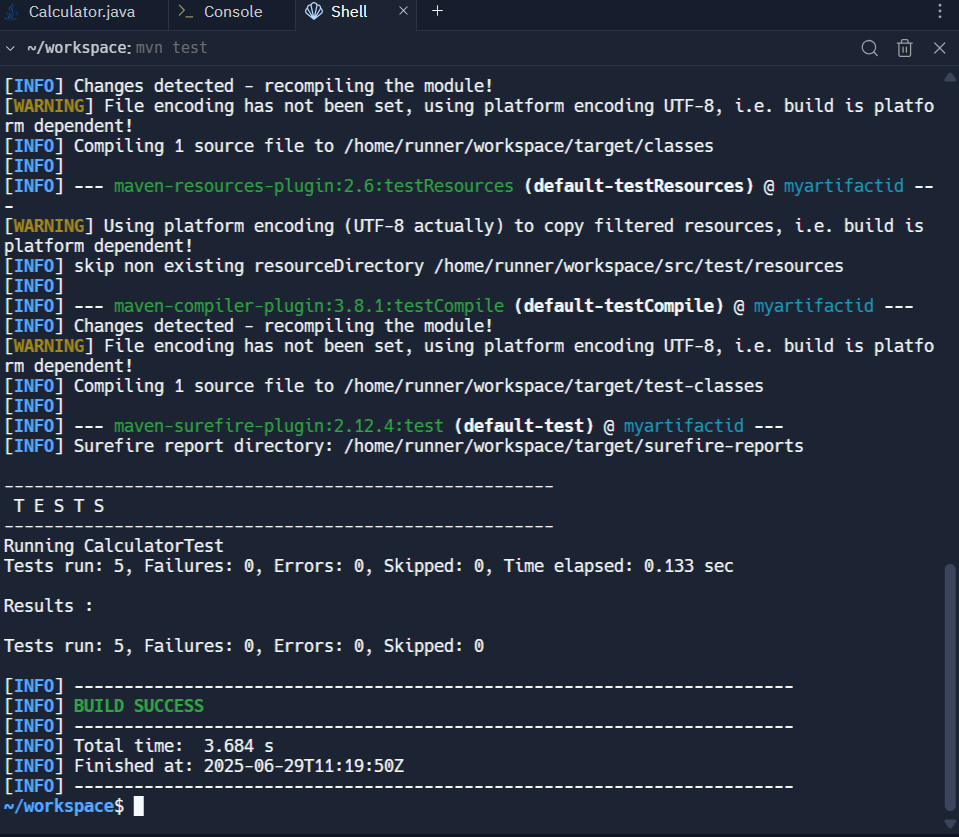 Calculator.java
Console
Shell
~/workspace: mvn test
[INFO] Changes detected - recompiling the module!
[WARNING] File encoding has not been set, using platform encoding UTF-8, i.e. build is platfo
rm dependent!
[INFO] Compiling 1 source file to /home/runner/workspace/target/classes
[INFO]
[INFO] --- maven-resources-plugin:2.6:testResources (default-testResources) @ myartifactid --
-
[WARNING] Using platform encoding (UTF-8 actually) to copy filtered resources, i.e. build is
platform dependent!
[INFO] skip non existing resourceDirectory /home/runner/workspace/src/test/resources
[INFO]
[INFO] --- maven-compiler-plugin:3.8.1:testCompile (default-testCompile) @ myartifactid ---
[INFO] Changes detected - recompiling the module!
[WARNING] File encoding has not been set, using platform encoding UTF-8, i.e. build is platfo
rm dependent!
[INFO] Compiling 1 source file to /home/runner/workspace/target/test-classes
[INFO]
[INFO] --- maven-surefire-plugin:2.12.4:test (default-test) @ myartifactid ---
[INFO] Surefire report directory: /home/runner/workspace/target/surefire-reports
-------------------------------------------------------
T E S T S
-------------------------------------------------------
Running CalculatorTest
Tests run: 5, Failures: 0, Errors: 0, Skipped: 0, Time elapsed: 0.133 sec
Results :
Tests run: 5, Failures: 0, Errors: 0, Skipped: 0
[INFO] ------------------------------------------------------------------------
[INFO] BUILD SUCCESS
[INFO] ------------------------------------------------------------------------
[INFO] Total time:  3.684 s
[INFO] Finished at: 2025-06-29T11:19:50Z
[INFO] ------------------------------------------------------------------------
~/workspace$